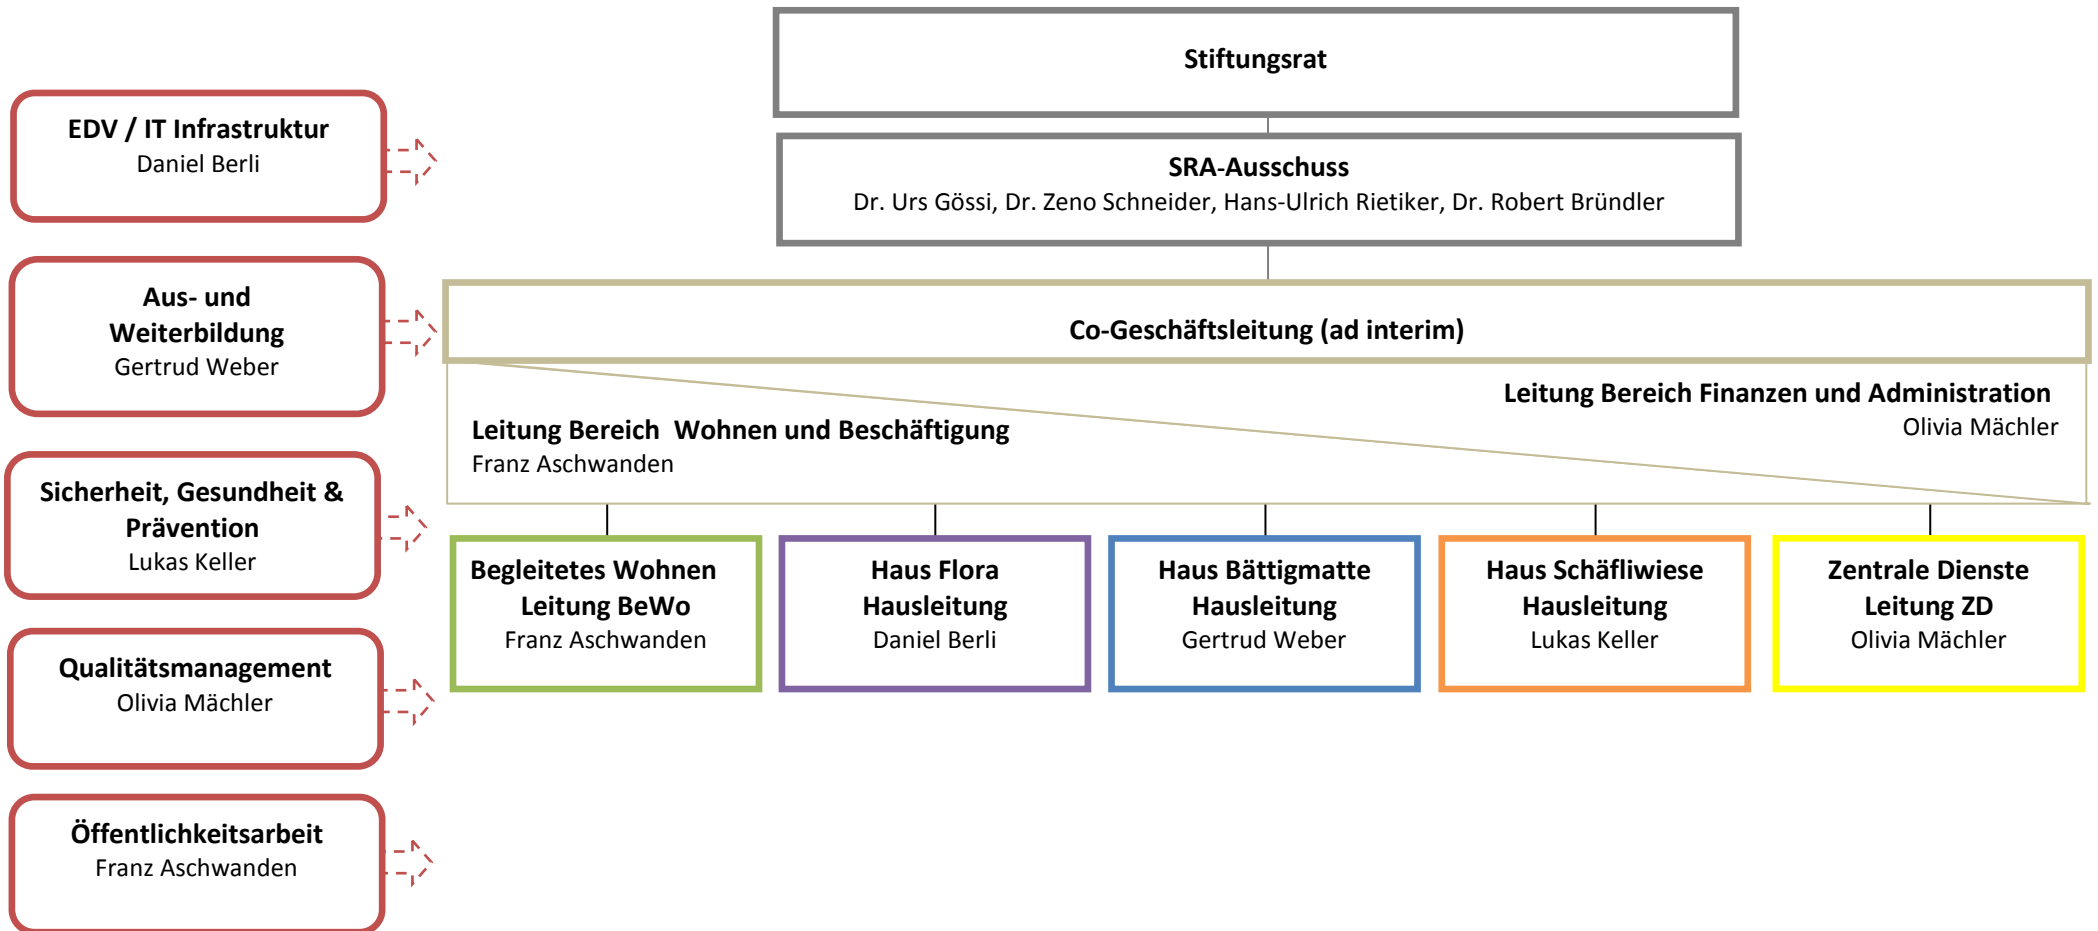 Stiftungsrat
SRA-Ausschuss
Dr. Urs Gössi, Dr. Zeno Schneider, Hans-Ulrich Rietiker, Dr. Robert Bründler
EDV / IT Infrastruktur
Daniel Berli
Aus- und
Weiterbildung
Gertrud Weber
Sicherheit, Gesundheit &
Prävention
Lukas Keller
Qualitätsmanagement
Olivia Mächler
Öffentlichkeitsarbeit
Franz Aschwanden
Co-Geschäftsleitung (ad interim)
Leitung Bereich Finanzen und Administration
Olivia Mächler
Leitung Bereich  Wohnen und Beschäftigung
Franz Aschwanden
Begleitetes Wohnen
Leitung BeWo
Franz Aschwanden
Haus Flora
Hausleitung
Daniel Berli
Haus Bättigmatte
Hausleitung
Gertrud Weber
Haus Schäfliwiese
Hausleitung
Lukas Keller
Zentrale Dienste
Leitung ZD
Olivia Mächler